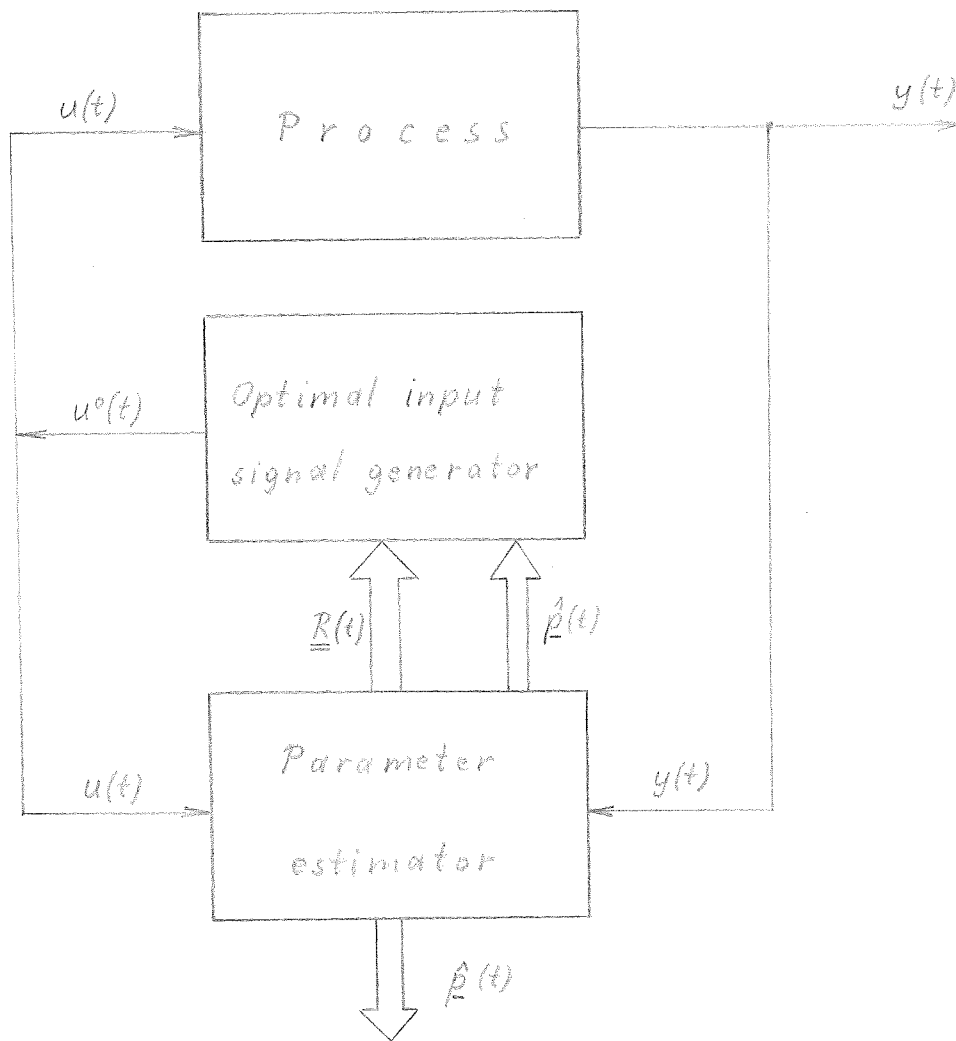 u(t)
y(t)
Process
u°(t)
Optimal input
signal generator
R(t)
p̂(t)
Parameter
estimator
u(t)
y(t)
p̂(t)